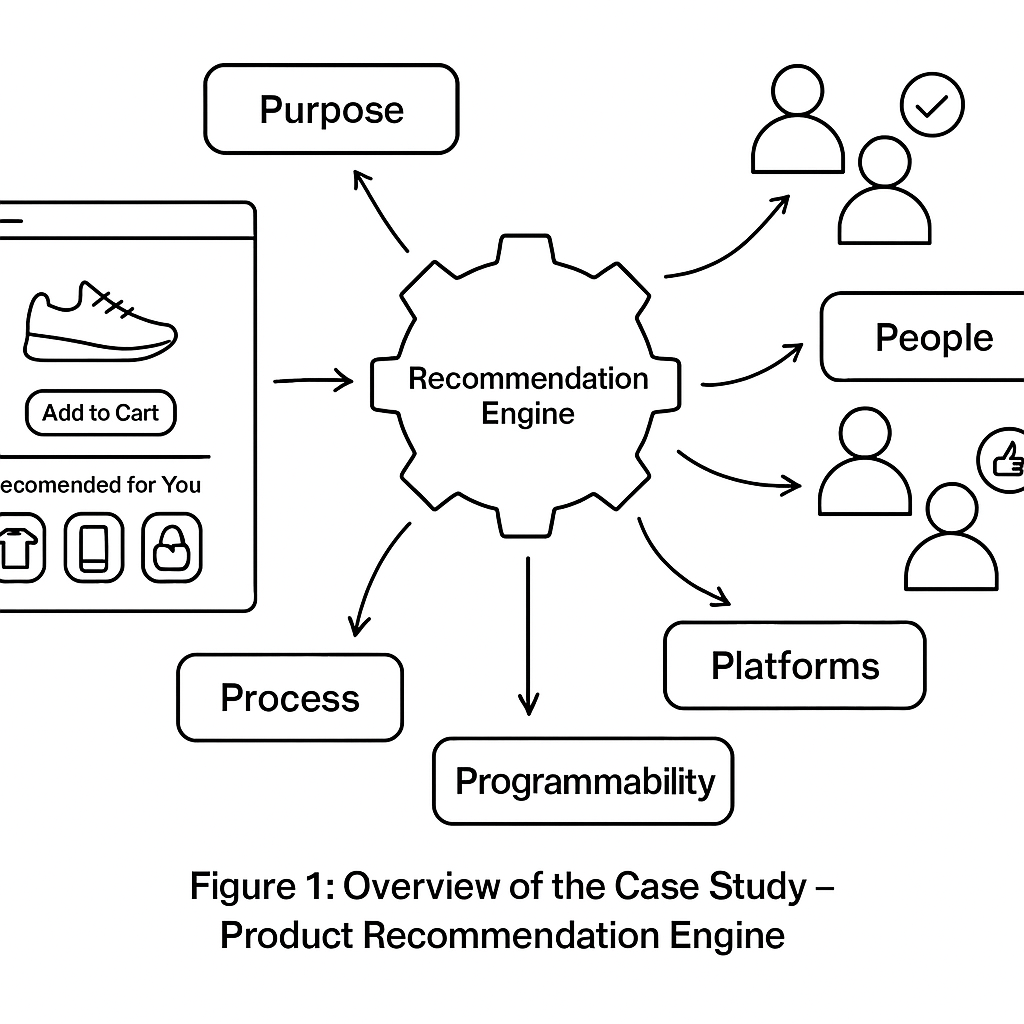 Purpose
Add to Cart
ecomended for You
Recommendation
Engine
People
Process
Platforms
Programmability
Figure 1: Overview of the Case Study –
Product Recommendation Engine